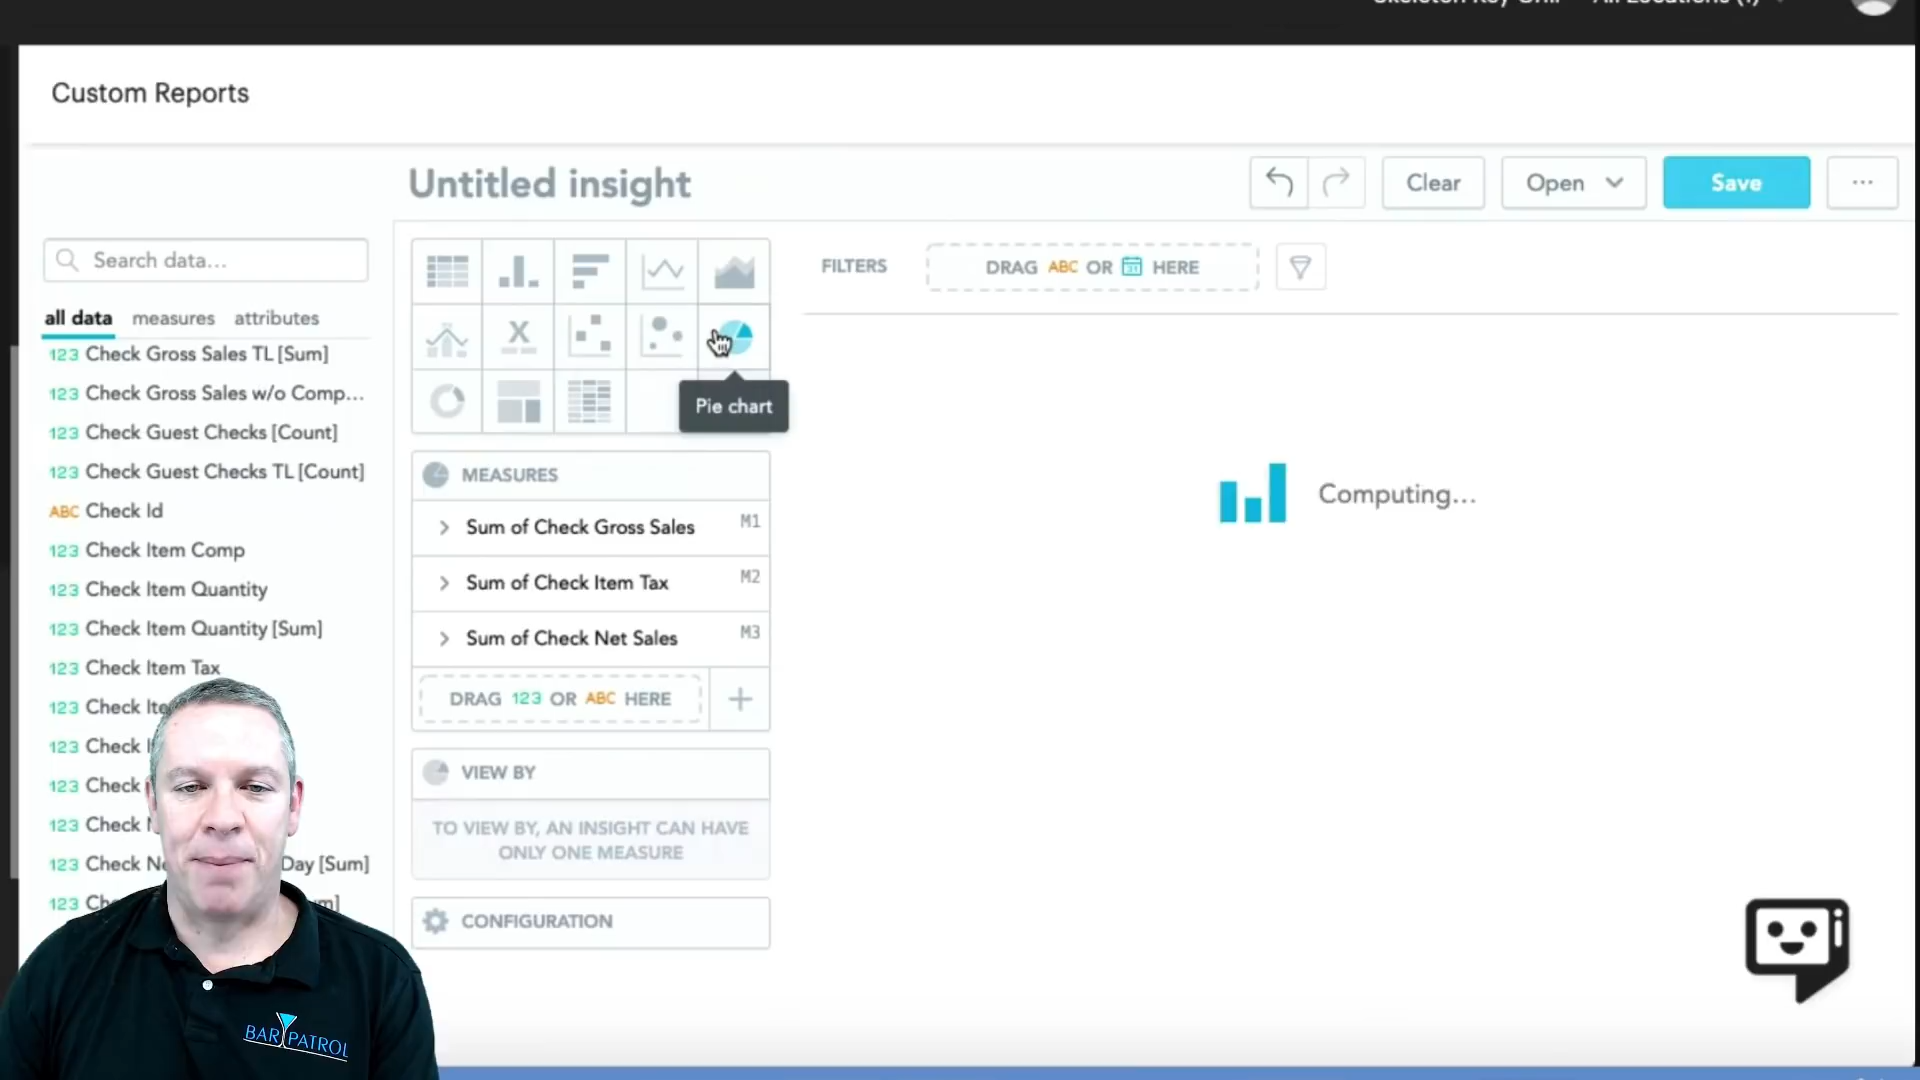 Custom Reports
Untitled insight
Clear
Open
Save
...
Search data...
all data measures attributes
123 Check Gross Sales TL [Sum]
123 Check Gross Sales w/o Comp...
123 Check Guest Checks [Count]
123 Check Guest Checks TL [Count]
ABC Check Id
123 Check Item Comp
123 Check Item Quantity
123 Check Item Quantity [Sum]
123 Check Item Tax
123 Check
123 Check
123 Check
123 Check
123 Check Day [Sum]
123
X
Pie chart
MEASURES
Sum of Check Gross Sales M1
Sum of Check Item Tax M2
Sum of Check Net Sales M3
DRAG 123 OR ABC HERE
VIEW BY
TO VIEW BY, AN INSIGHT CAN HAVE
ONLY ONE MEASURE
CONFIGURATION
FILTERS DRAG ABC OR 31 HERE
Computing...
BAR PATROL